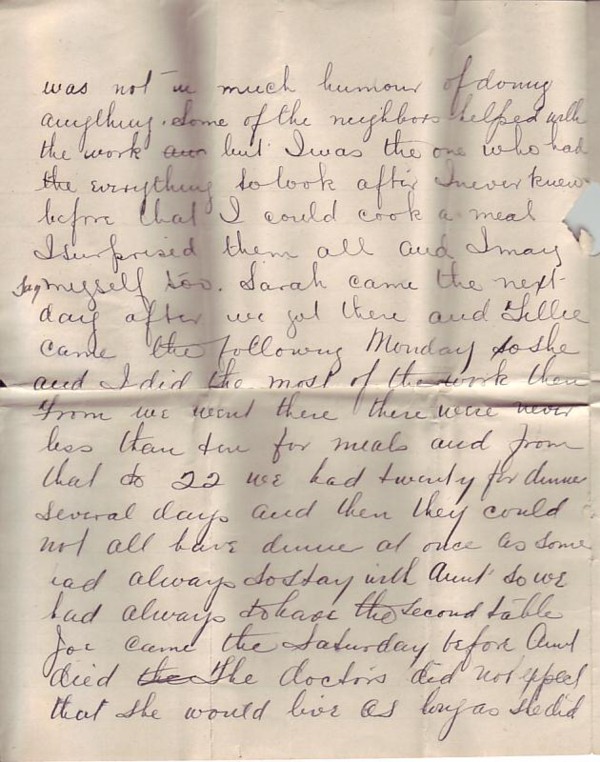 was not in much humour of doing
anything. Some of the neighbors helped with
the work but I was the one who had
the everything to look after I never knew
before that I could cook a meal
I surprised them all and I may
say myself too. Sarah came the next
day after we got there and Tillie
came the following Monday so she
and I did the most of the work then
from we went there there were never
less than ten for meals and from
that to 22 we had twenty for dinner
several days and then they could
not all have dinner at once as some
had always to stay with Aunt so we
had always to have the second table
Joe came the Saturday before Aunt
died The doctors did not expect
that she would live as long as she did